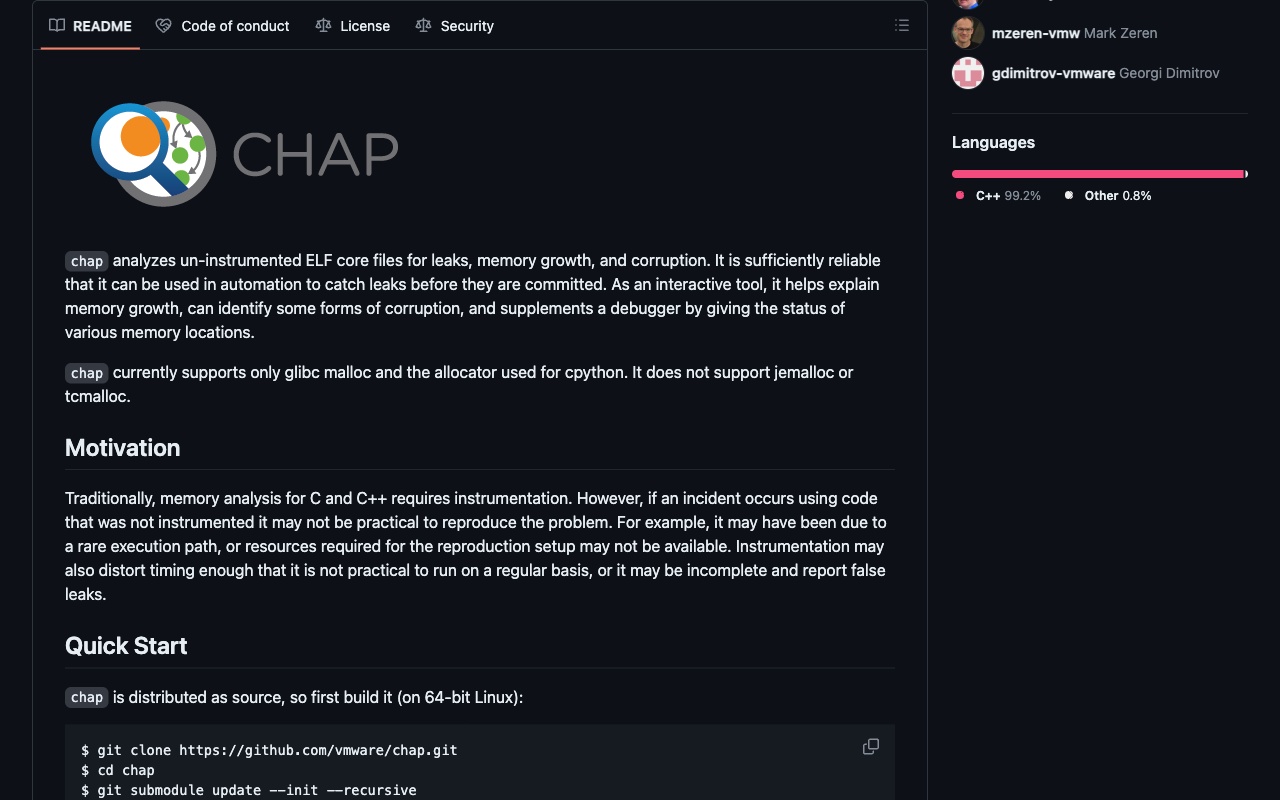 README
Code of conduct
License
Security
CHAP
chap analyzes un-instrumented ELF core files for leaks, memory growth, and corruption. It is sufficiently reliable
that it can be used in automation to catch leaks before they are committed. As an interactive tool, it helps explain
memory growth, can identify some forms of corruption, and supplements a debugger by giving the status of
various memory locations.
chap currently supports only glibc malloc and the allocator used for cpython. It does not support jemalloc or
tcmalloc.
Motivation
Traditionally, memory analysis for C and C++ requires instrumentation. However, if an incident occurs using code
that was not instrumented it may not be practical to reproduce the problem. For example, it may have been due to
a rare execution path, or resources required for the reproduction setup may not be available. Instrumentation may
also distort timing enough that it is not practical to run on a regular basis, or it may be incomplete and report false
leaks.
Quick Start
chap is distributed as source, so first build it (on 64-bit Linux):
$ git clone https://github.com/vmware/chap.git
$ cd chap
$ git submodule update --init --recursive
mzeren-vmw Mark Zeren
gdimitrov-vmware Georgi Dimitrov
Languages
C++ 99.2%
Other 0.8%